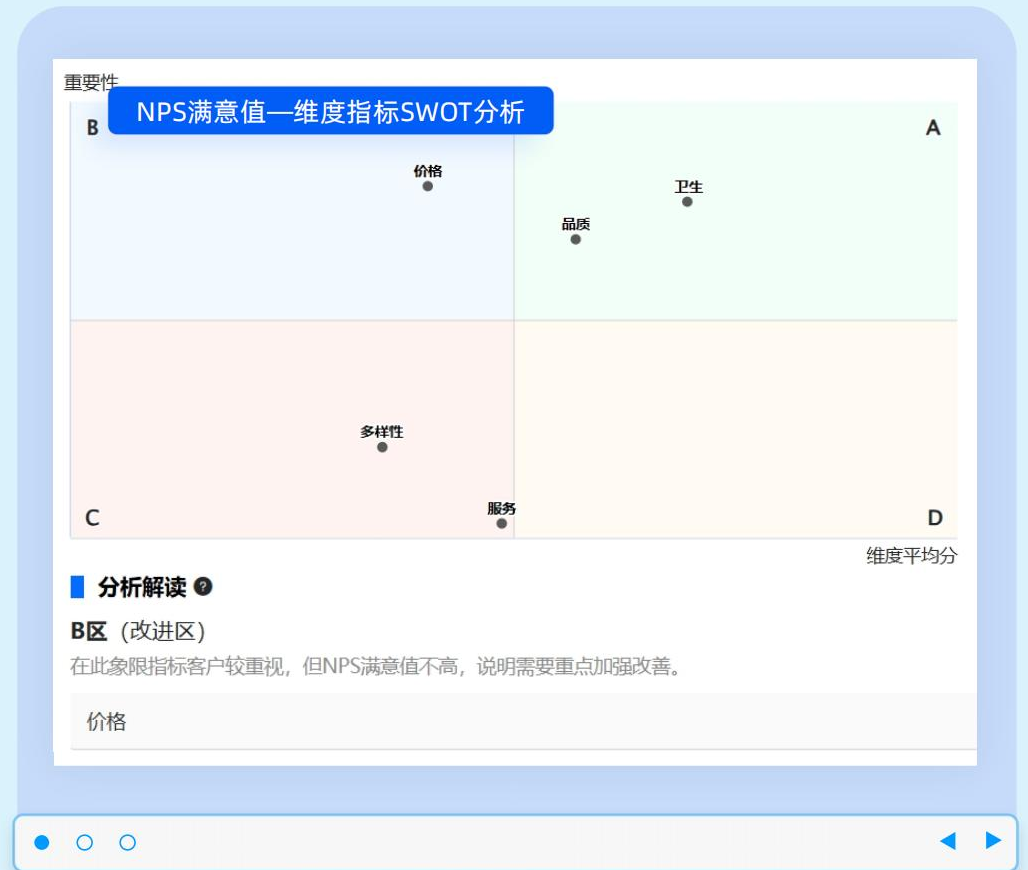 重要性
NPS满意值—维度指标SWOT分析
B
A
价格
卫生
品质
多样性
服务
C
D
维度平均分
分析解读 ?
B区（改进区）
在此象限指标客户较重视，但NPS满意值不高，说明需要重点加强改善。
价格